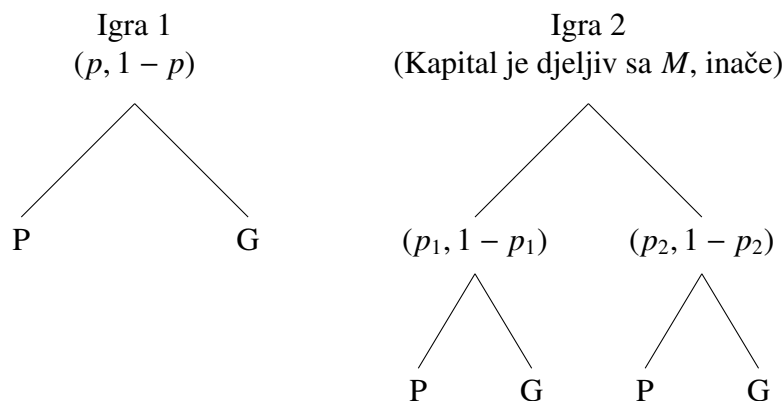 Igra 1
(p, 1 − p)
P G
Igra 2
(Kapital je djeljiv sa M, inače)
(p₁, 1 − p₁) (p₂, 1 − p₂)
P G P G